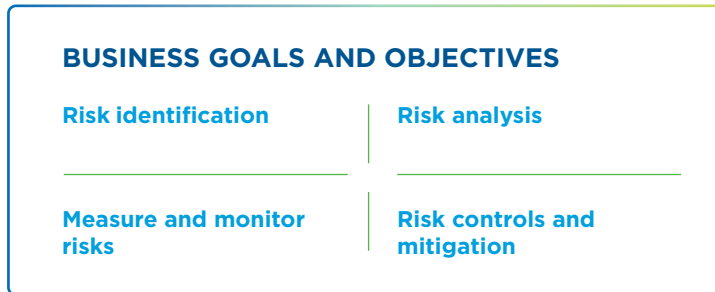 BUSINESS GOALS AND OBJECTIVES
Risk identification
Risk analysis
Measure and monitor
risks
Risk controls and
mitigation